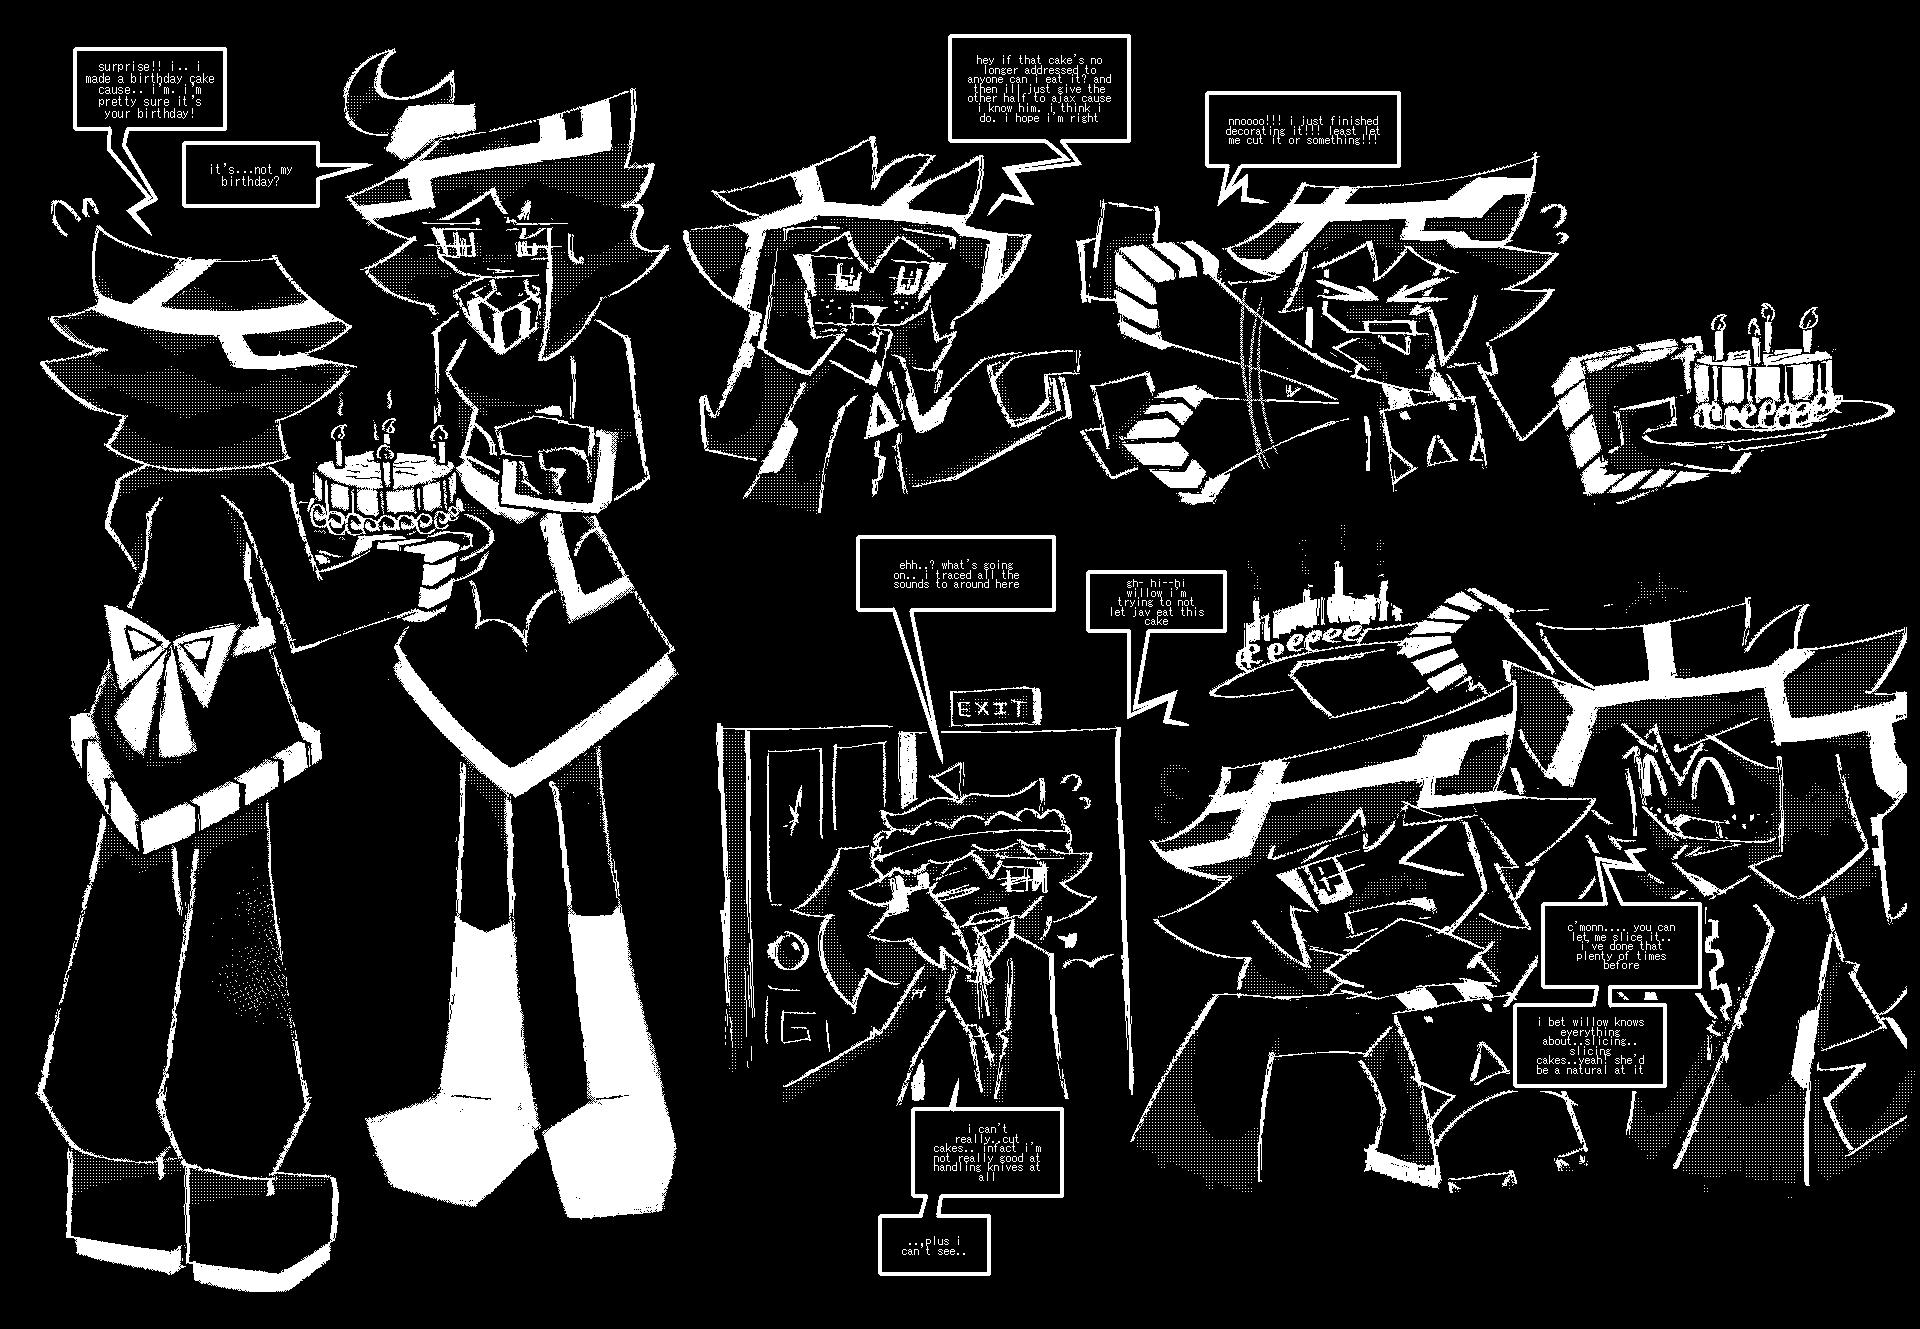 surprise!! i.. i
made a birthday cake
cause.. i'm. i'm
pretty sure it's
your birthday!
it's...not my
birthday?
hey if that cake's no
longer addressed to
anyone can i eat it? and
then ill just give the
other half to ajax cause
i know him. i think i
do. i hope i'm right
nnoooo!!! i just finished
decorating it!!! least let
me cut it or something!!!
ehh..? what's going
on.. i traced all the
sounds to around here
gh- hi--hi
willow i'm
trying to not
let jay eat this
cake
EXIT
c'monn.... you can
let me slice it..
i've done that
plenty of times
before
i bet willow knows
everything
about..slicing..
slicing
cakes..yeah! she'd
be a natural at it
i can't
really..cut
cakes.. infact i'm
not really good at
handling knives at
all
..,plus i
can't see..